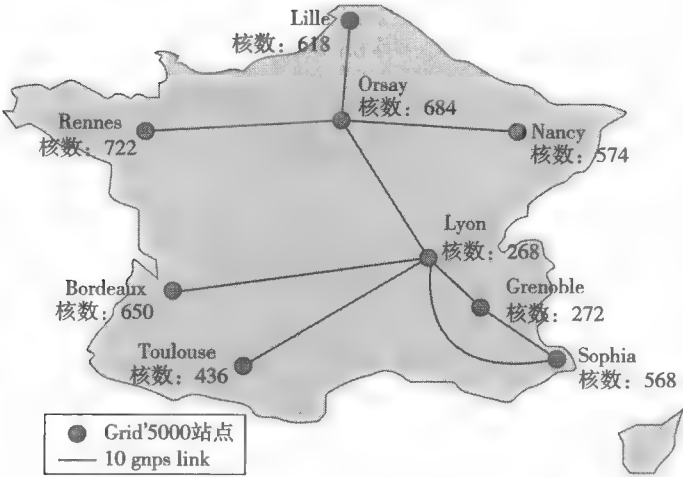 Lille
核数：618
Orsay
核数：684
Rennes
核数：722
Nancy
核数：574
Lyon
核数：268
Bordeaux
核数：650
Grenoble
核数：272
Toulouse
核数：436
Sophia
核数：568
Grid'5000站点
10 gnps link